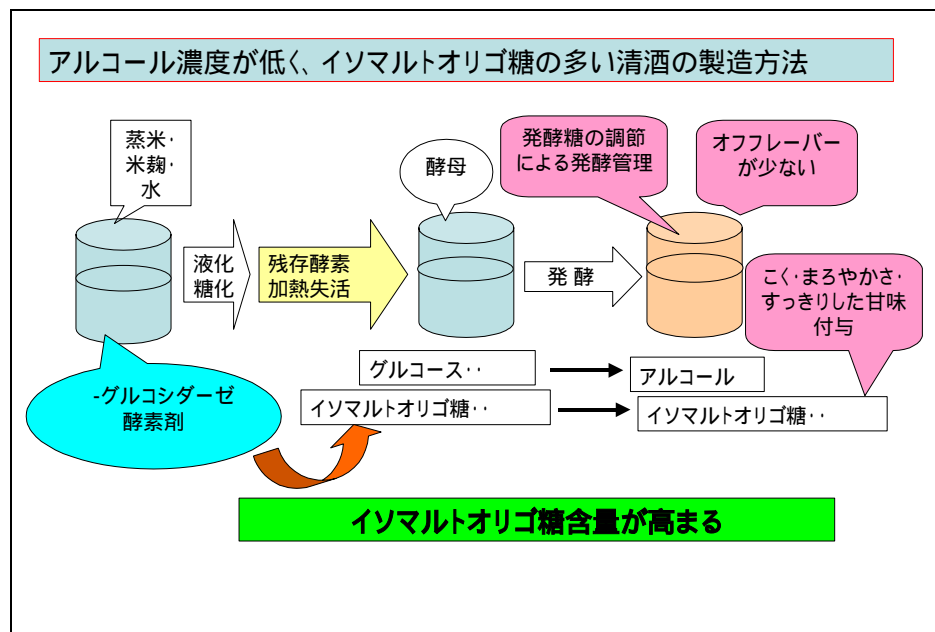 アルコール濃度が低く、イソマルトオリゴ糖の多い清酒の製造方法
蒸米・
米麹・
水
液化
糖化
残存酵素
加熱失活
酵母
発酵糖の調節
による発酵管理
オフフレーバー
が少ない
発 酵
こく・まろやかさ・
すっきりした甘味
付与
-グルコシダーゼ
酵素剤
グルコース・・
アルコール
イソマルトオリゴ糖・・
イソマルトオリゴ糖・・
イソマルトオリゴ糖含量が高まる